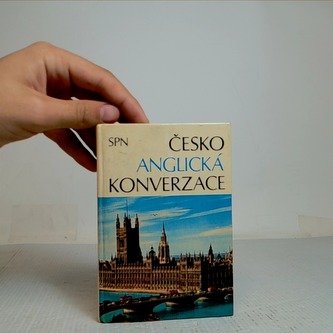 SPN
ČESKO
ANGLICKÁ
KONVERZACE